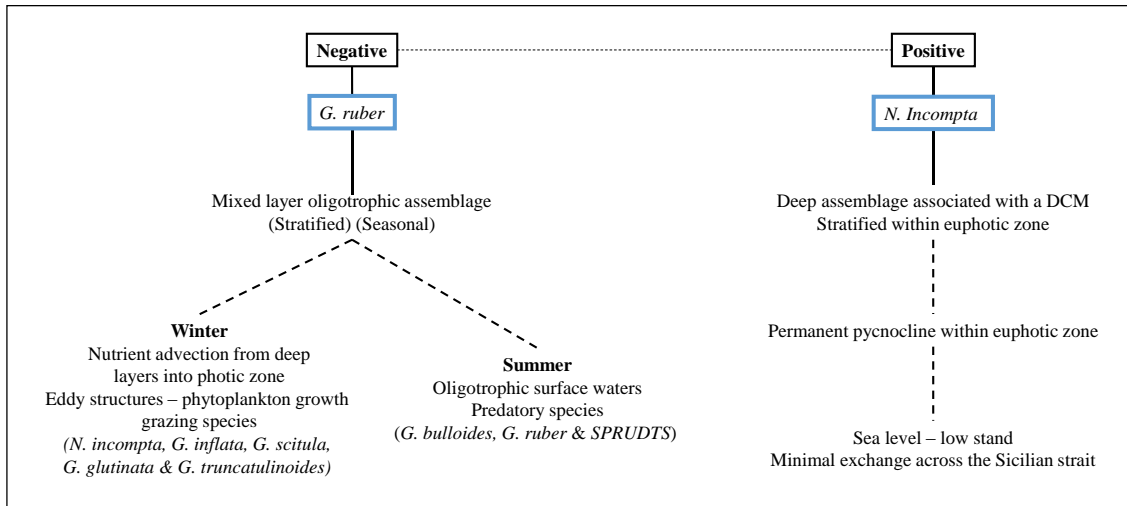 Negative
Positive
G. ruber
N. Incompta
Mixed layer oligotrophic assemblage
(Stratified) (Seasonal)
Deep assemblage associated with a DCM
Stratified within euphotic zone
Winter
Nutrient advection from deep
layers into photic zone
Eddy structures – phytoplankton growth
grazing species
(N. incompta, G. inflata, G. scitula,
G. glutinata & G. truncatulinoides)
Summer
Oligotrophic surface waters
Predatory species
(G. bulloides, G. ruber & SPRUDTS)
Permanent pycnocline within euphotic zone
Sea level – low stand
Minimal exchange across the Sicilian strait